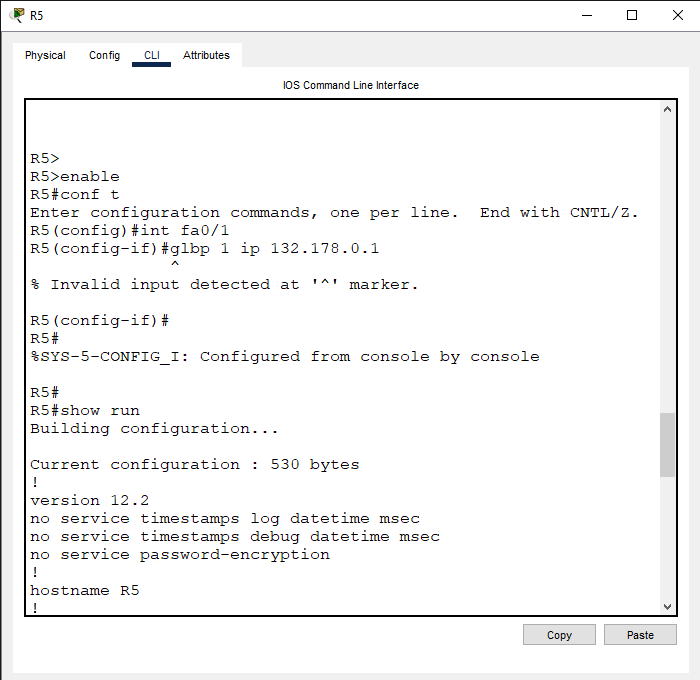 R5
Physical Config CLI Attributes
IOS Command Line Interface
R5>
R5>enable
R5#conf t
Enter configuration commands, one per line.  End with CNTL/Z.
R5(config)#int fa0/1
R5(config-if)#glbp 1 ip 132.178.0.1
^
% Invalid input detected at '^' marker.
R5(config-if)#
R5#
%SYS-5-CONFIG_I: Configured from console by console
R5#
R5#show run
Building configuration...
Current configuration : 530 bytes
!
version 12.2
no service timestamps log datetime msec
no service timestamps debug datetime msec
no service password-encryption
!
hostname R5
!
Copy Paste